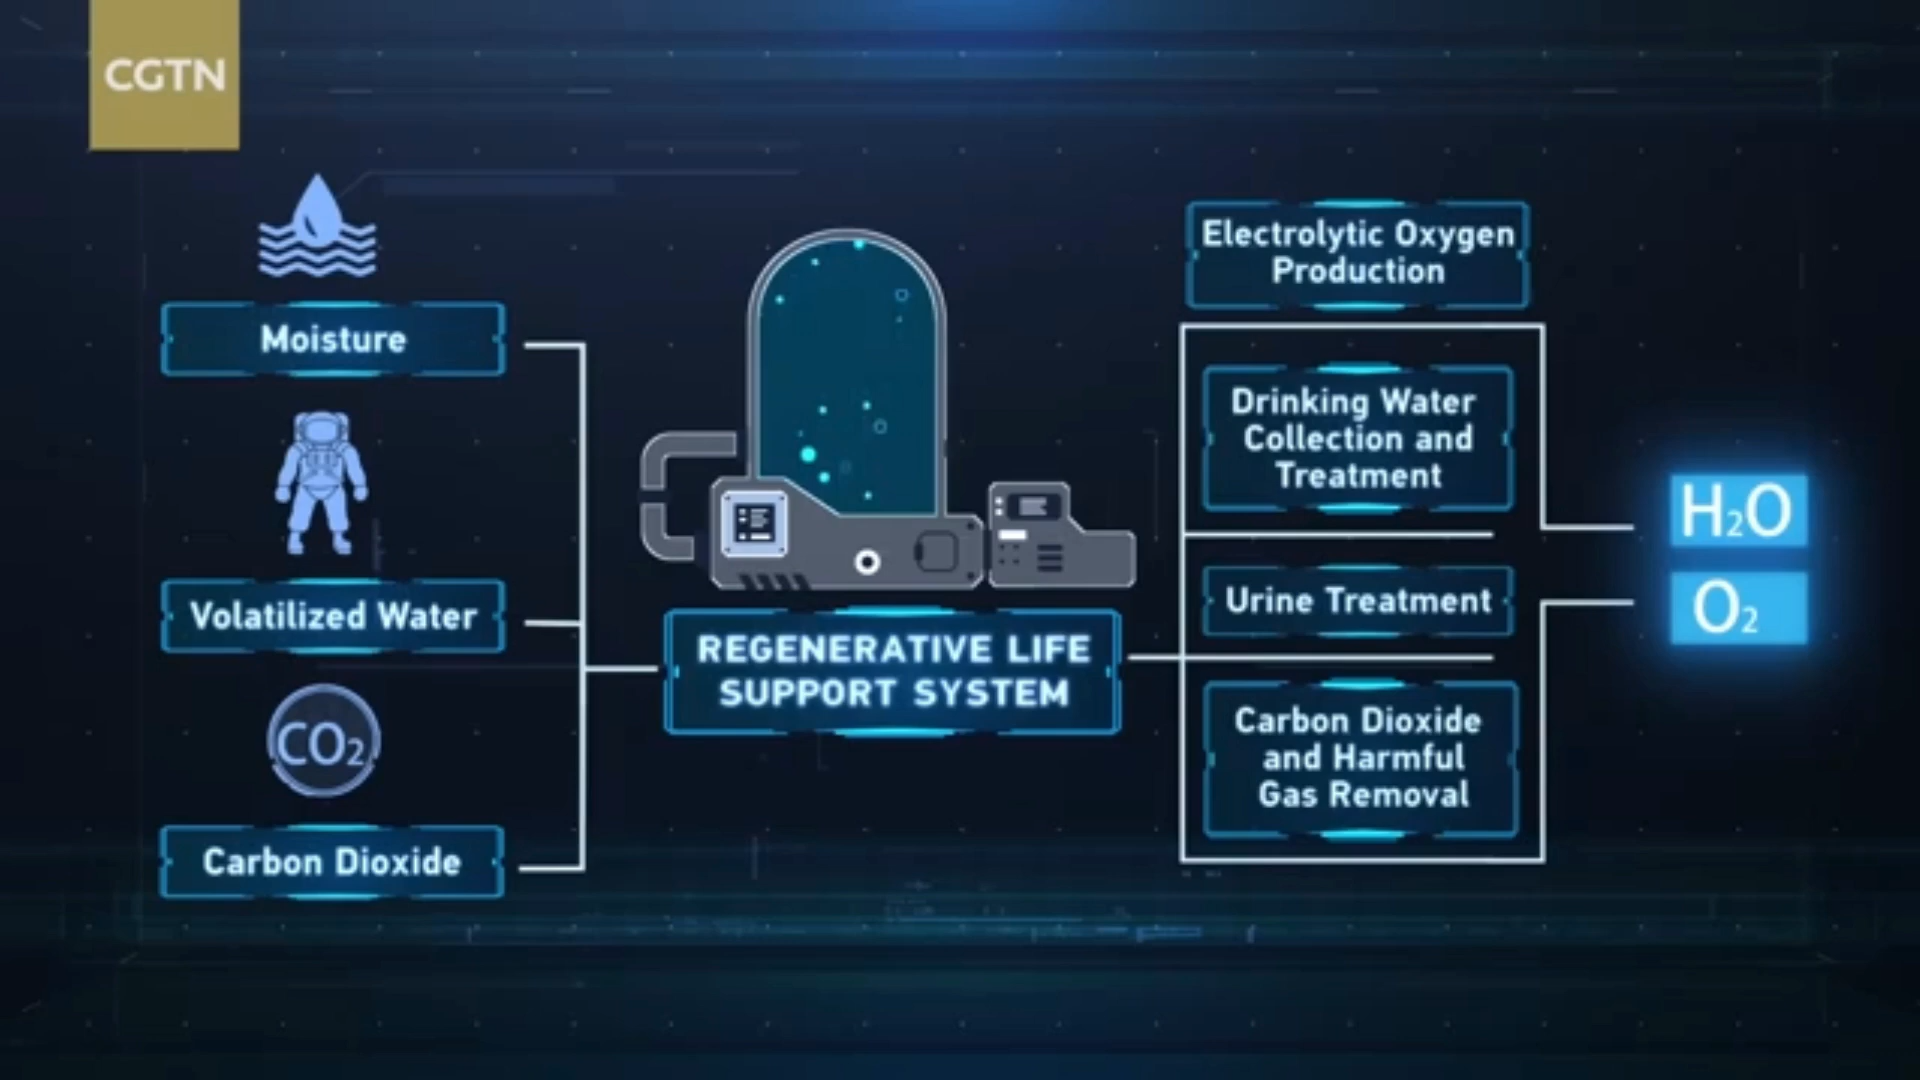 CGTN
Moisture
Volatilized Water
CO₂
Carbon Dioxide
REGENERATIVE LIFE
SUPPORT SYSTEM
Electrolytic Oxygen
Production
Drinking Water
Collection and
Treatment
Urine Treatment
Carbon Dioxide
and Harmful
Gas Removal
H₂O
O₂